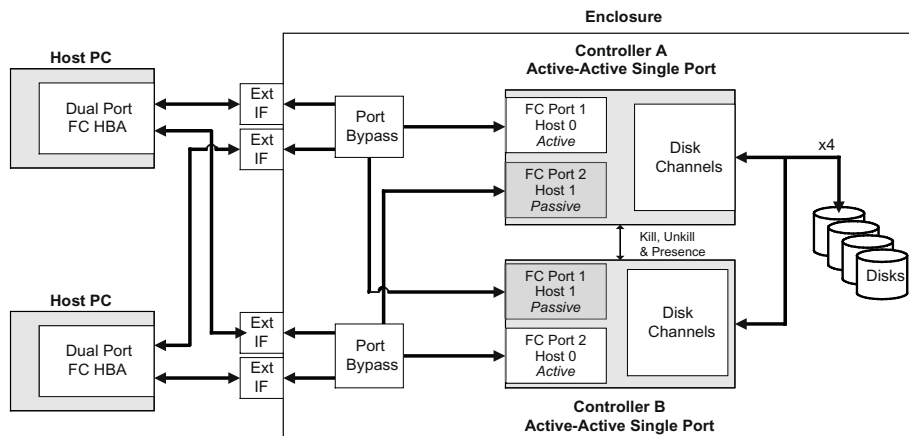 Enclosure
Host PC
Dual Port
FC HBA
Ext
IF
Ext
IF
Port
Bypass
Controller A
Active-Active Single Port
FC Port 1
Host 0
Active
FC Port 2
Host 1
Passive
Disk
Channels
x4
Kill, Unkill
& Presence
Disks
Host PC
Dual Port
FC HBA
Ext
IF
Ext
IF
Port
Bypass
FC Port 1
Host 1
Passive
FC Port 2
Host 0
Active
Disk
Channels
Controller B
Active-Active Single Port